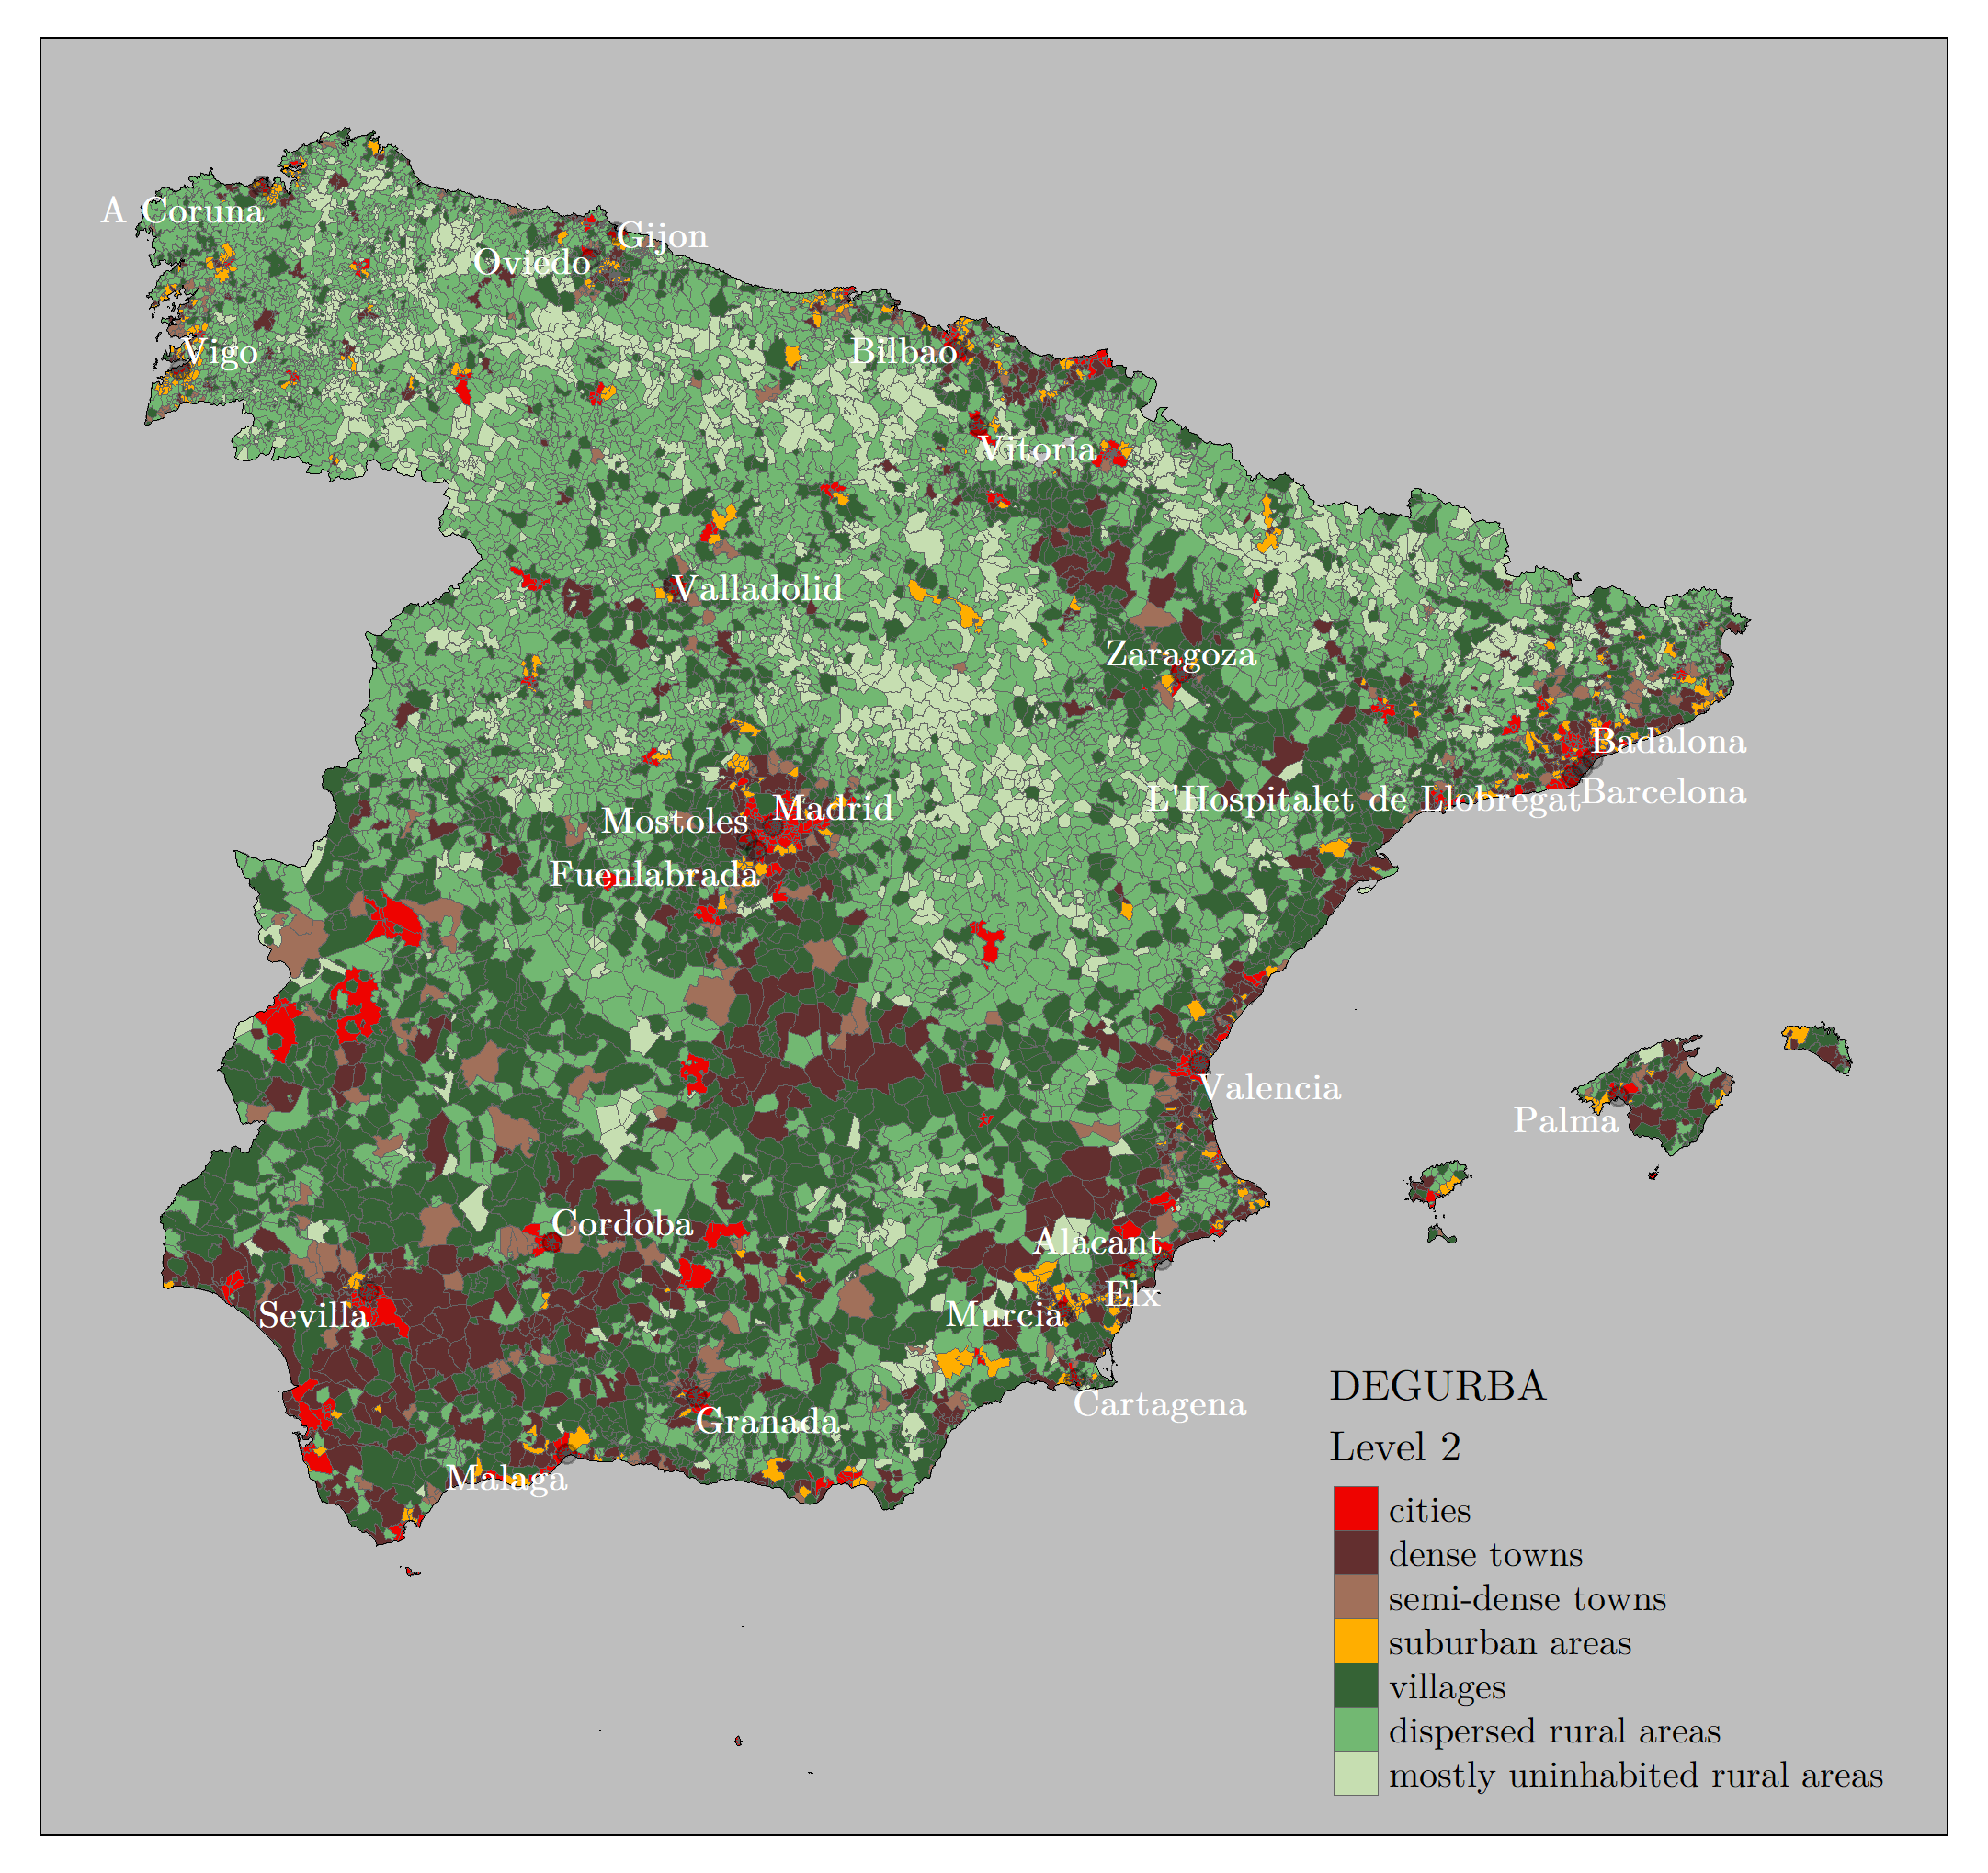 A Coruna
Gijon
Oviedo
Vigo
Bilbao
Vitoria
Valladolid
Zaragoza
Badalona
Barcelona
L'Hospitalet de Llobregat
Madrid
Mostoles
Fuenlabrada
Valencia
Palma
Cordoba
Alacant
Elx
Sevilla
Murcia
Cartagena
Granada
Malaga
DEGURBA
Level 2
cities
dense towns
semi-dense towns
suburban areas
villages
dispersed rural areas
mostly uninhabited rural areas